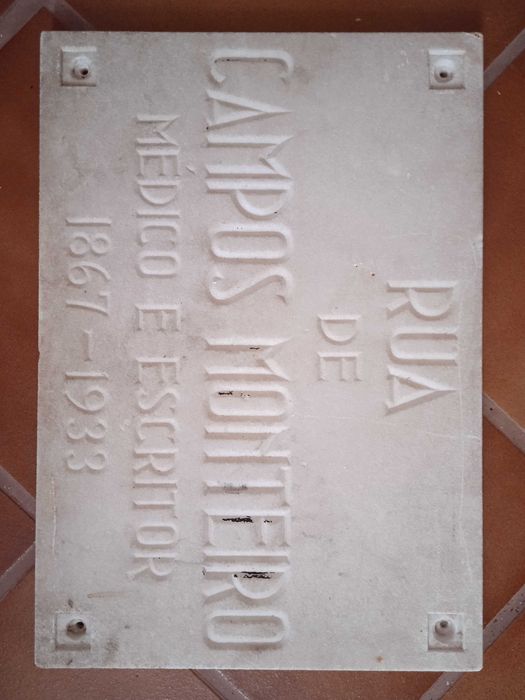 RUA
DE
CAMPOS MONTEIRO
MÉDICO E ESCRITOR
1867-1933